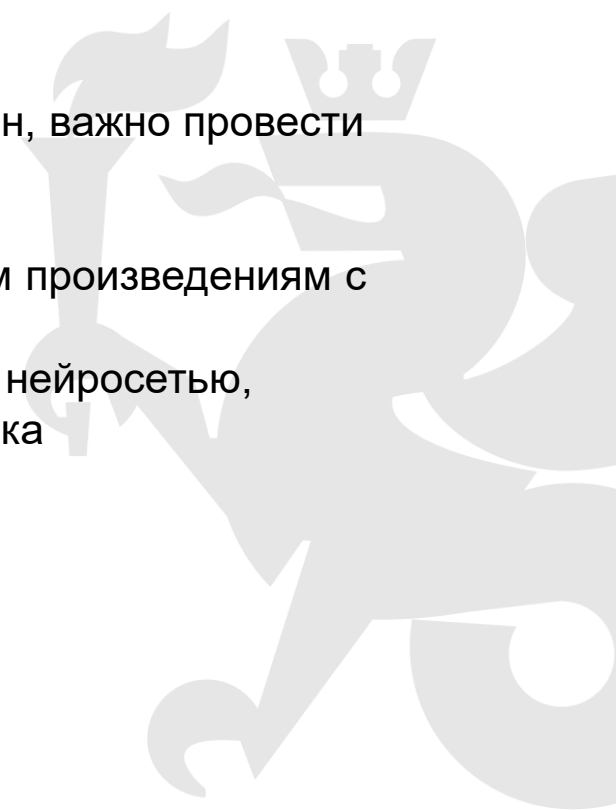 н, важно провести
м произведениям с
нейросетью,
ка